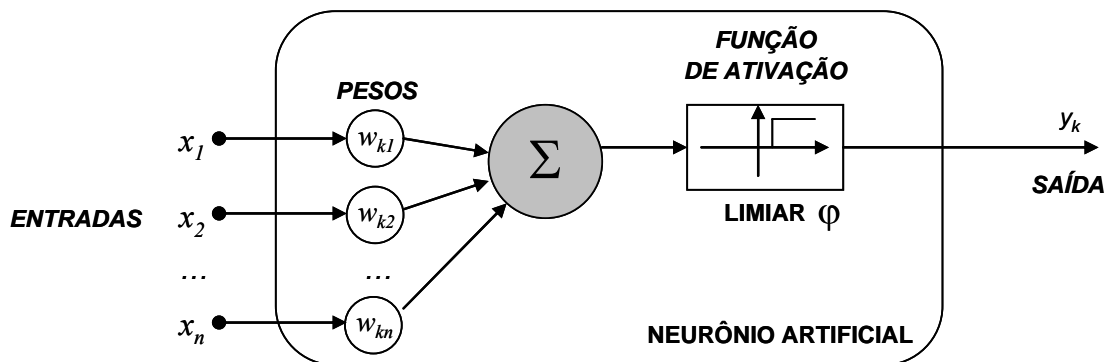 FUNÇÃO
DE ATIVAÇÃO
PESOS
x1
wk1
Σ
yk
SAÍDA
ENTRADAS
x2
wk2
LIMIAR φ
...
...
xn
wkn
NEURÔNIO ARTIFICIAL